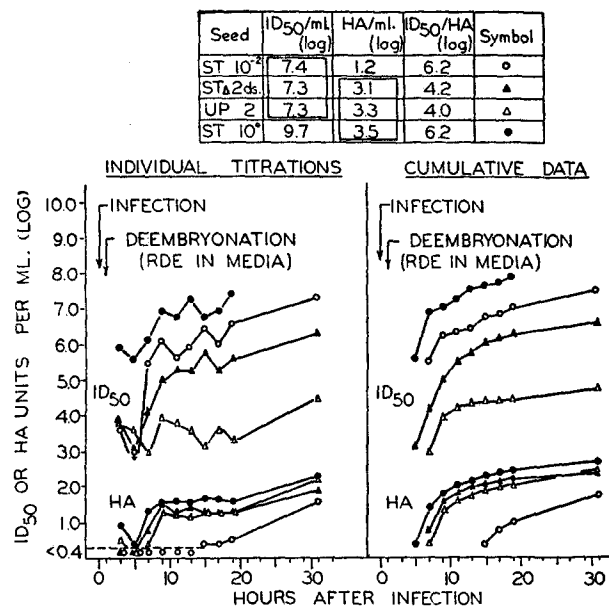 Seed ID50/ml. (log) HA/ml. (log) ID50/HA (log) Symbol
ST 10-2 7.4 1.2 6.2 ○
STΔ2ds. 7.3 3.1 4.2 ▲
UP 2 7.3 3.3 4.0 △
ST 10° 9.7 3.5 6.2 ●
INDIVIDUAL TITRATIONS
CUMULATIVE DATA
ID50 OR HA UNITS PER ML. (LOG)
10.0
9.0
8.0
7.0
6.0
5.0
4.0
3.0
2.0
1.0
<0.4
INFECTION
DEEMBRYONATION
(RDE IN MEDIA)
ID50
HA
INFECTION
DEEMBRYONATION
(RDE IN MEDIA)
ID50
HA
0 10 20 30
0 10 20 30
HOURS AFTER INFECTION